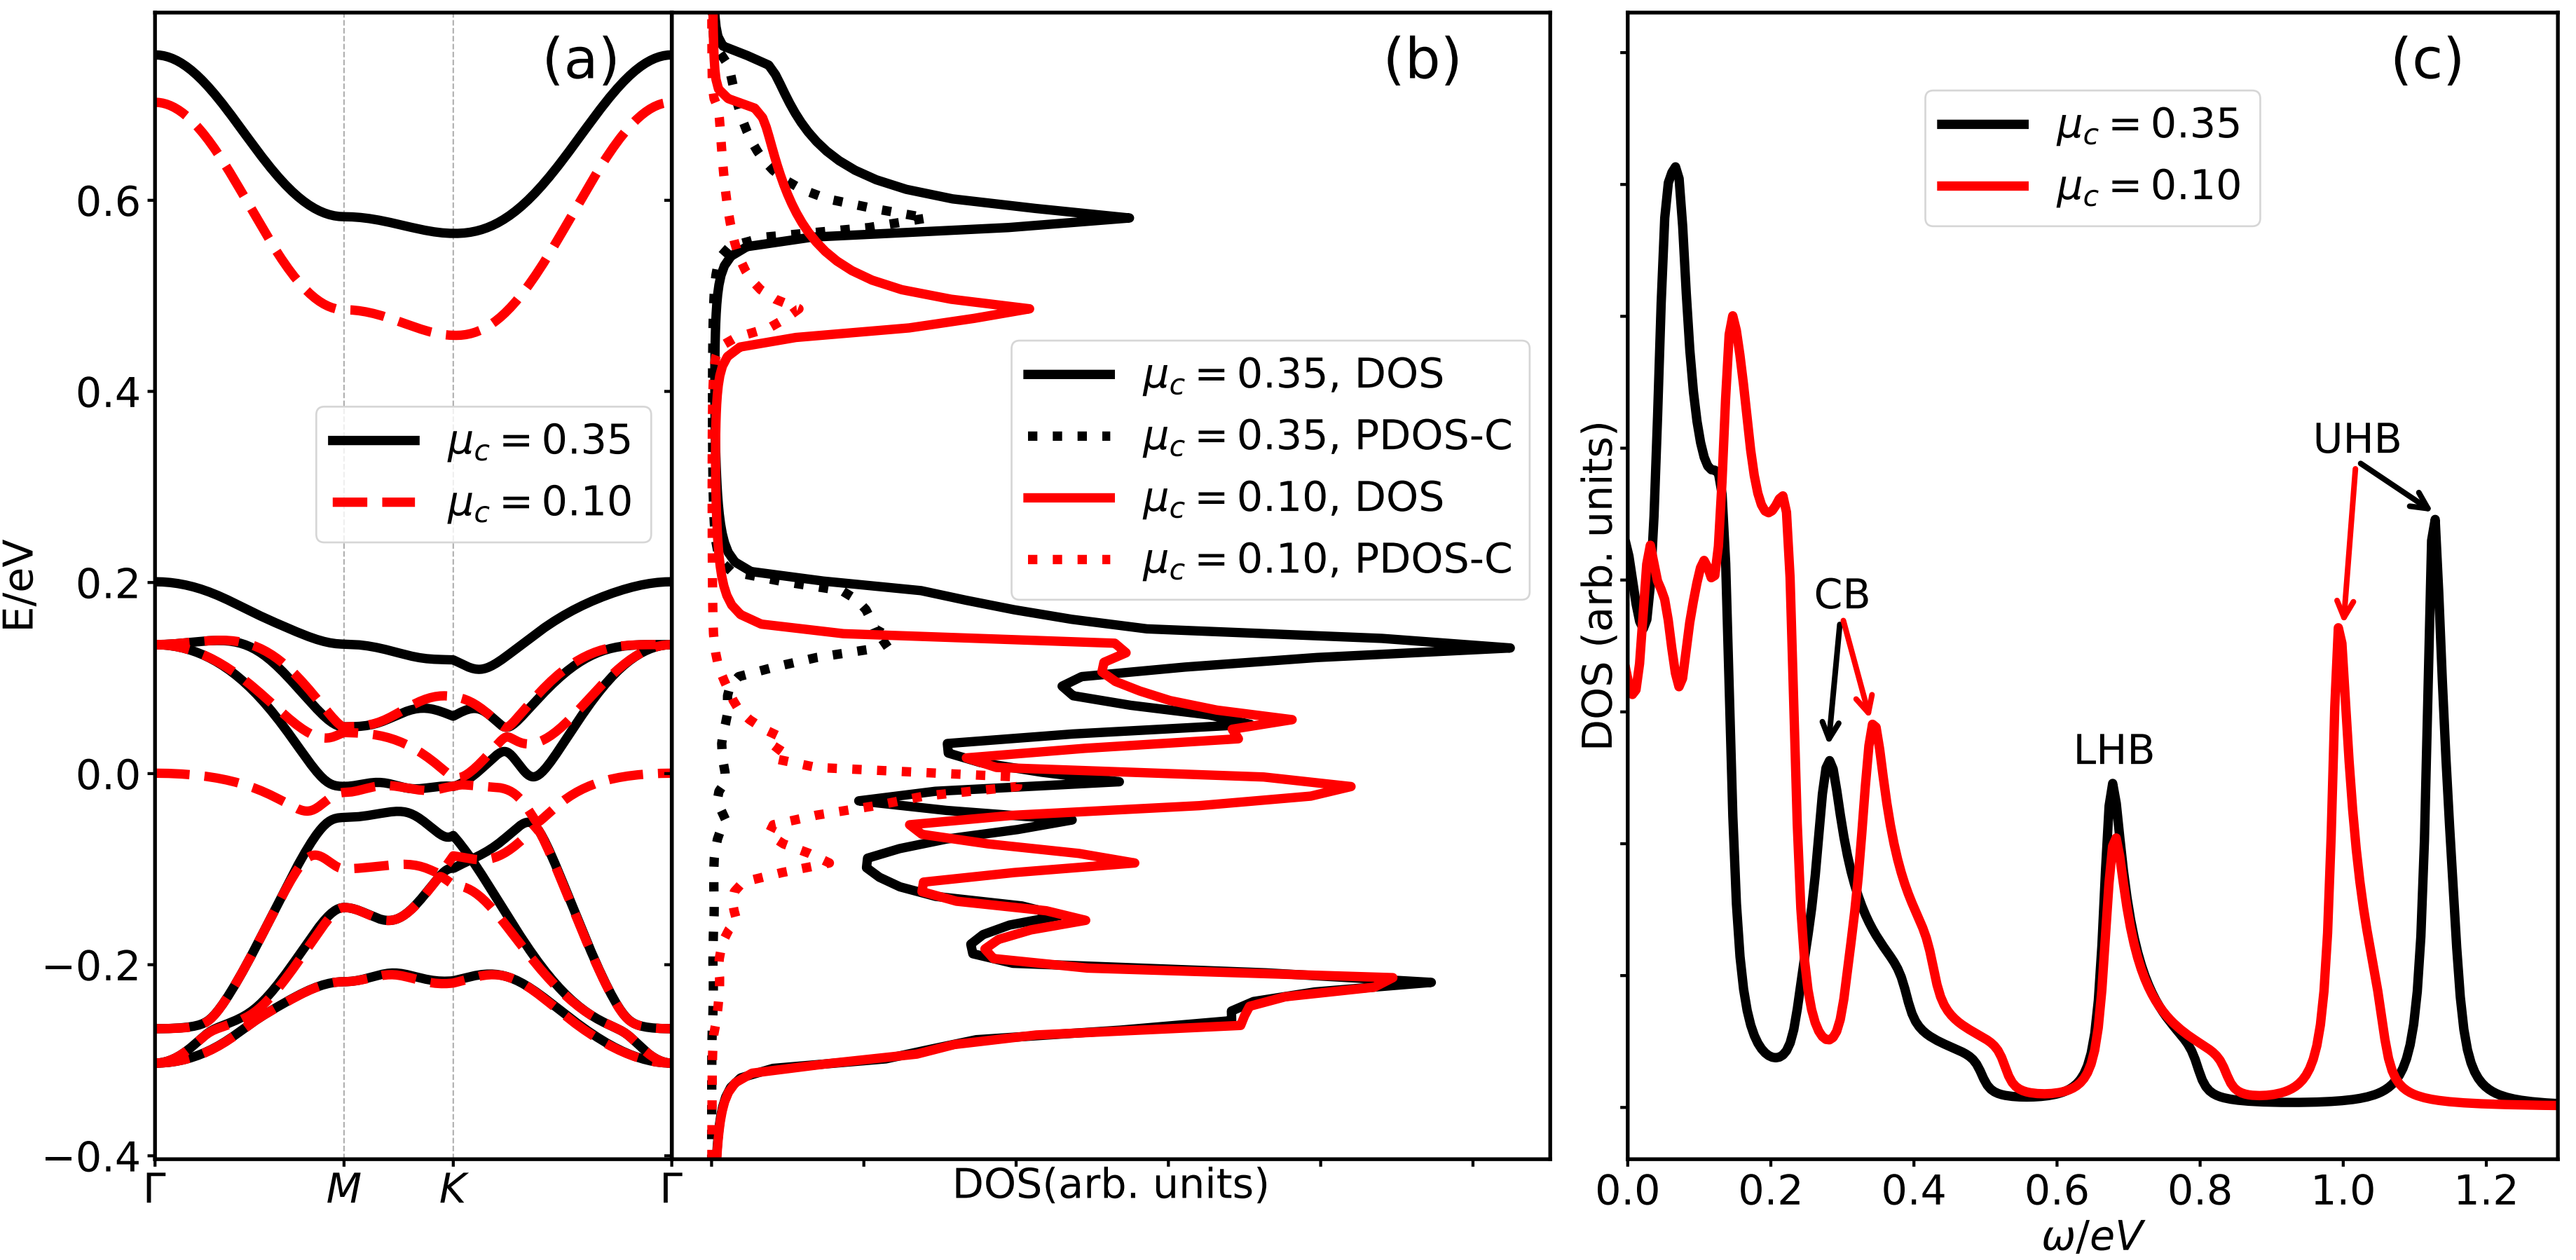 (a)
E/eV
0.6
0.4
0.2
0.0
−0.2
−0.4
μc = 0.35
μc = 0.10
Γ M K Γ
(b)
μc = 0.35, DOS
μc = 0.35, PDOS-C
μc = 0.10, DOS
μc = 0.10, PDOS-C
DOS(arb. units)
(c)
μc = 0.35
μc = 0.10
DOS (arb. units)
UHB
CB
LHB
0.0 0.2 0.4 0.6 0.8 1.0 1.2
ω/eV